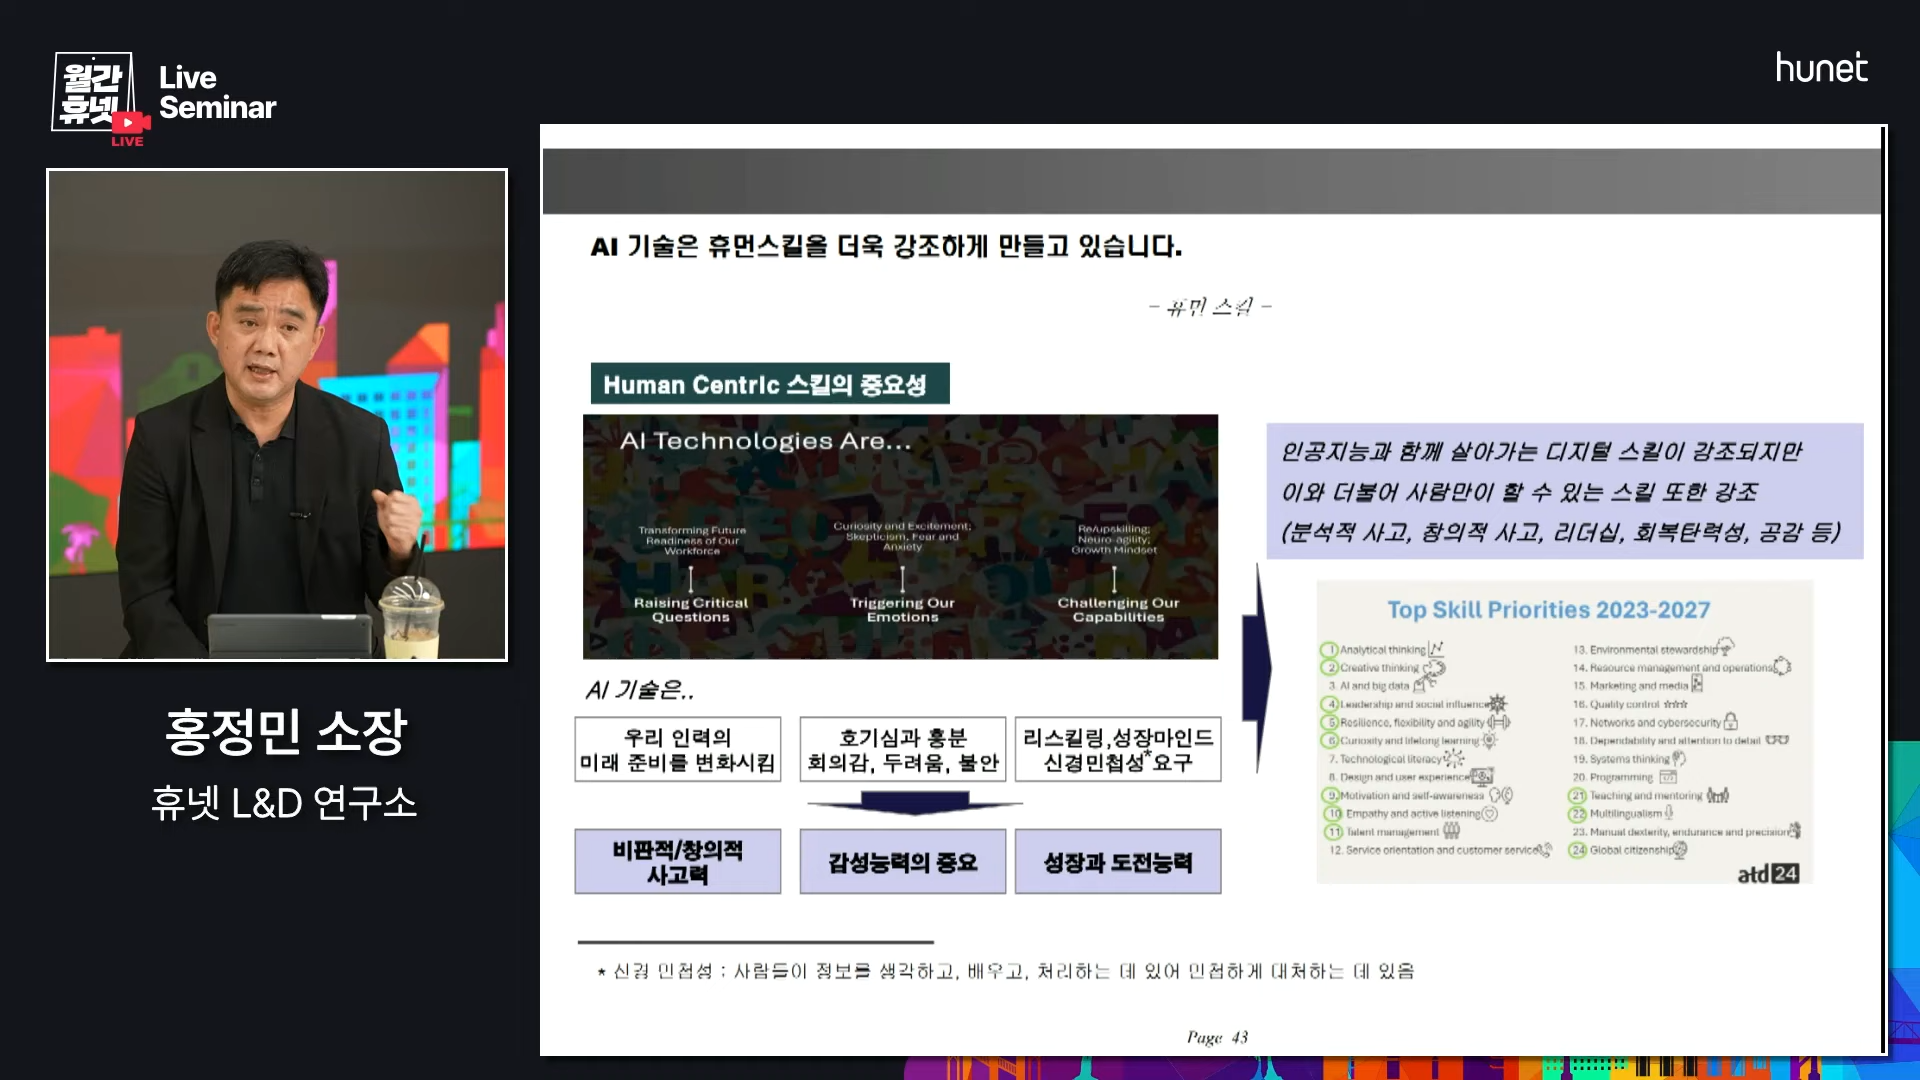 월간
휴넷
LIVE
Live
Seminar
hunet
홍정민 소장
휴넷 L&D 연구소
AI 기술은 휴먼스킬을 더욱 강조하게 만들고 있습니다.
- 휴먼 스킬 -
Human Centric 스킬의 중요성
AI Technologies Are...
Transforming Future
Readiness of Our
Workforce
Raising Critical
Questions
Curiosity and Excitement;
Skepticism, Fear and
Anxiety
Triggering Our
Emotions
Re/upskilling;
Neuro-agility;
Growth Mindset
Challenging Our
Capabilities
AI 기술은..
우리 인력의
미래 준비를 변화시킴
호기심과 흥분
회의감, 두려움, 불안
리스킬링,성장마인드
신경민첩성*요구
비판적/창의적
사고력
감성능력의 중요
성장과 도전능력
인공지능과 함께 살아가는 디지털 스킬이 강조되지만
이와 더불어 사람만이 할 수 있는 스킬 또한 강조
(분석적 사고, 창의적 사고, 리더십, 회복탄력성, 공감 등)
Top Skill Priorities 2023-2027
1 Analytical thinking
2. Creative thinking
3. AI and big data
4. Leadership and social influence
5. Resilience, flexibility and agility
6. Curiosity and lifelong learning
7. Technological literacy
8. Design and user experience
9. Motivation and self-awareness
10. Empathy and active listening
11. Talent management
12. Service orientation and customer service
13. Environmental stewardship
14. Resource management and operations
15. Marketing and media
16. Quality control
17. Networks and cybersecurity
18. Dependability and attention to detail
19. Systems thinking
20. Programming
21. Teaching and mentoring
22. Multilingualism
23. Manual dexterity, endurance and precision
24. Global citizenship
atd24
* 신경 민첩성 : 사람들이 정보를 생각하고, 배우고, 처리하는 데 있어 민첩하게 대처하는 데 있음
Page 43